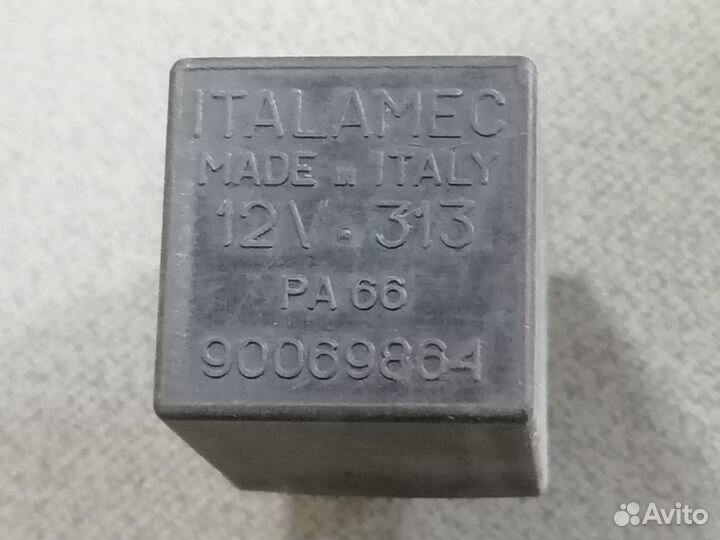 ITALAMEC
MADE in ITALY
12V. 313
PA 66
90069864
Avito